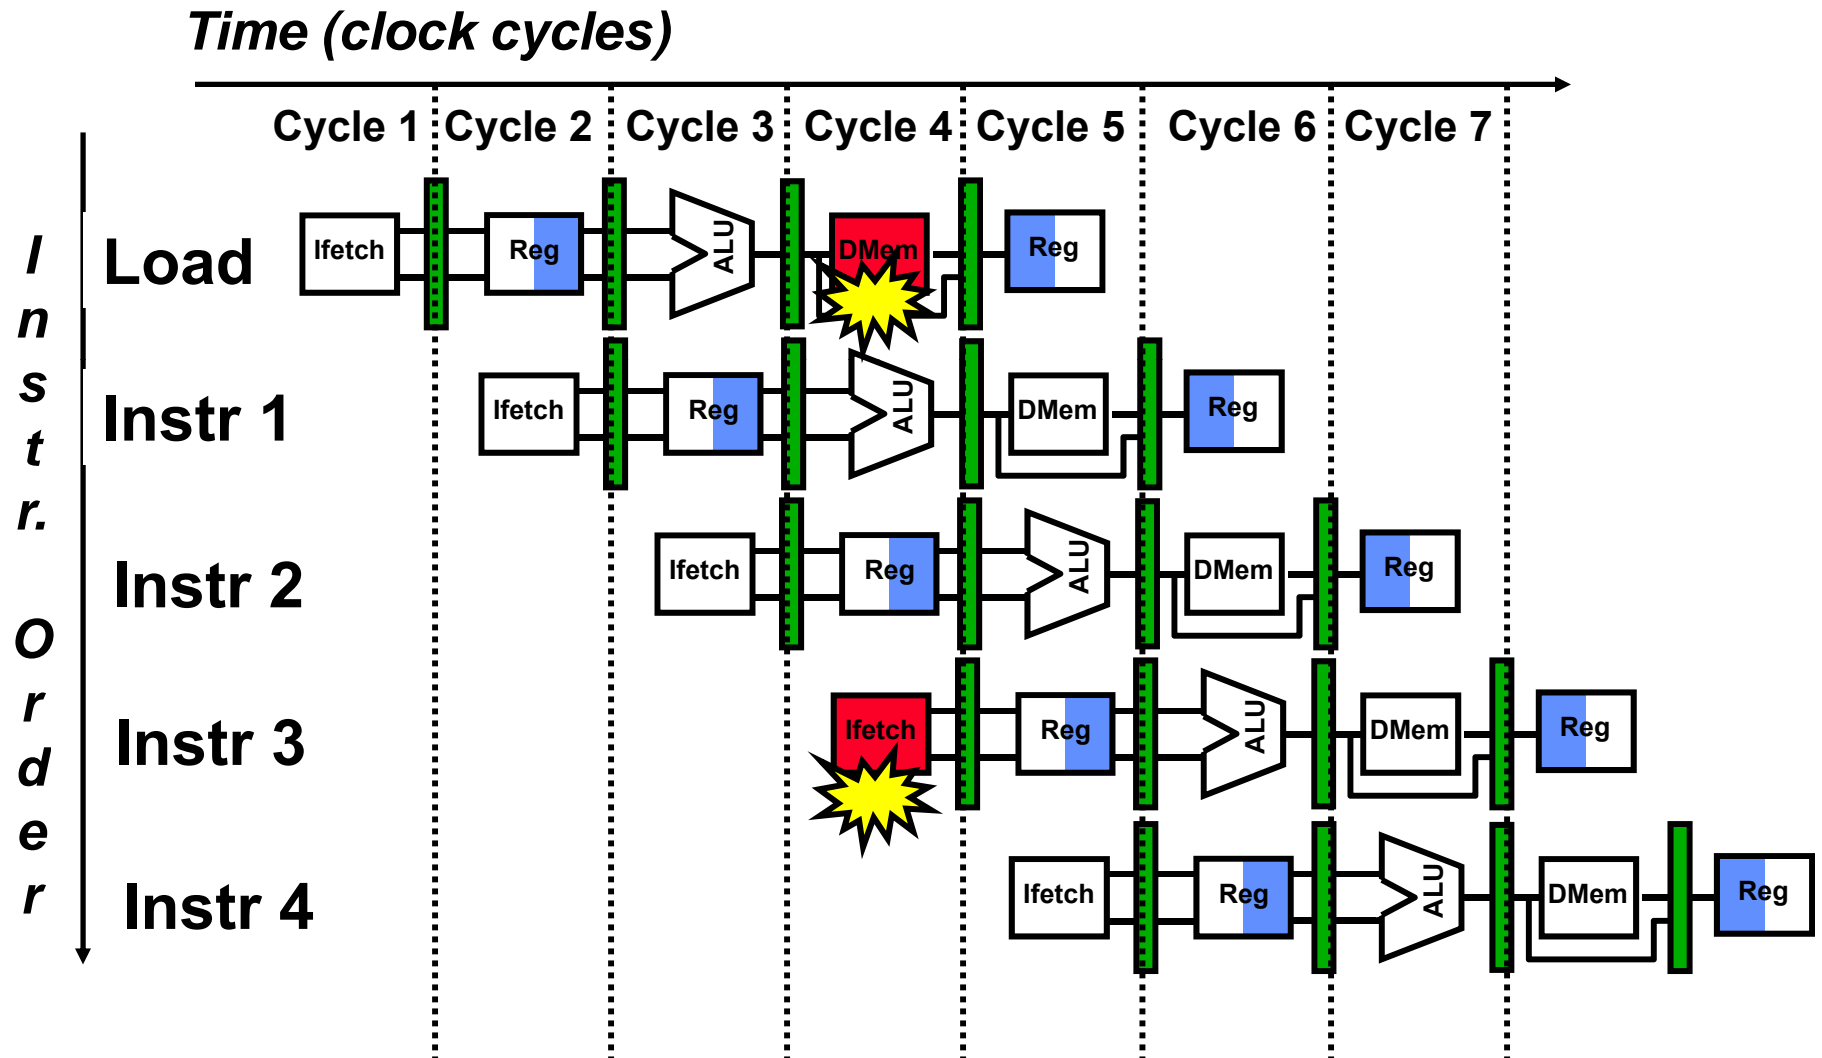 Time (clock cycles)
Cycle 1 Cycle 2 Cycle 3 Cycle 4 Cycle 5 Cycle 6 Cycle 7
Instr. Order
Load Ifetch Reg ALU DMem Reg
Instr 1 Ifetch Reg ALU DMem Reg
Instr 2 Ifetch Reg ALU DMem Reg
Instr 3 Ifetch Reg ALU DMem Reg
Instr 4 Ifetch Reg ALU DMem Reg